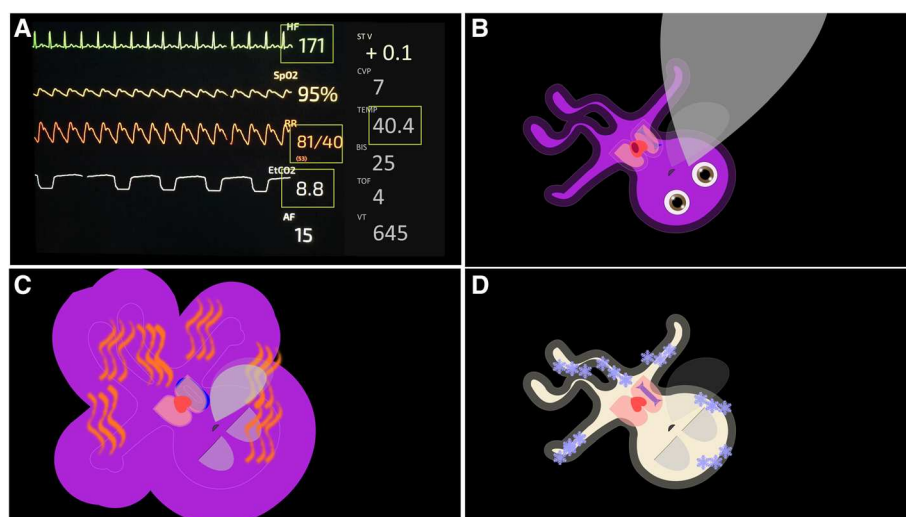 A
HF
171
ST V
+ 0.1
SpO2
95%
CVP
7
TEMP
40.4
RR
81/40
(53)
BIS
25
EtCO2
8.8
TOF
4
AF
15
VT
645
B
C
D